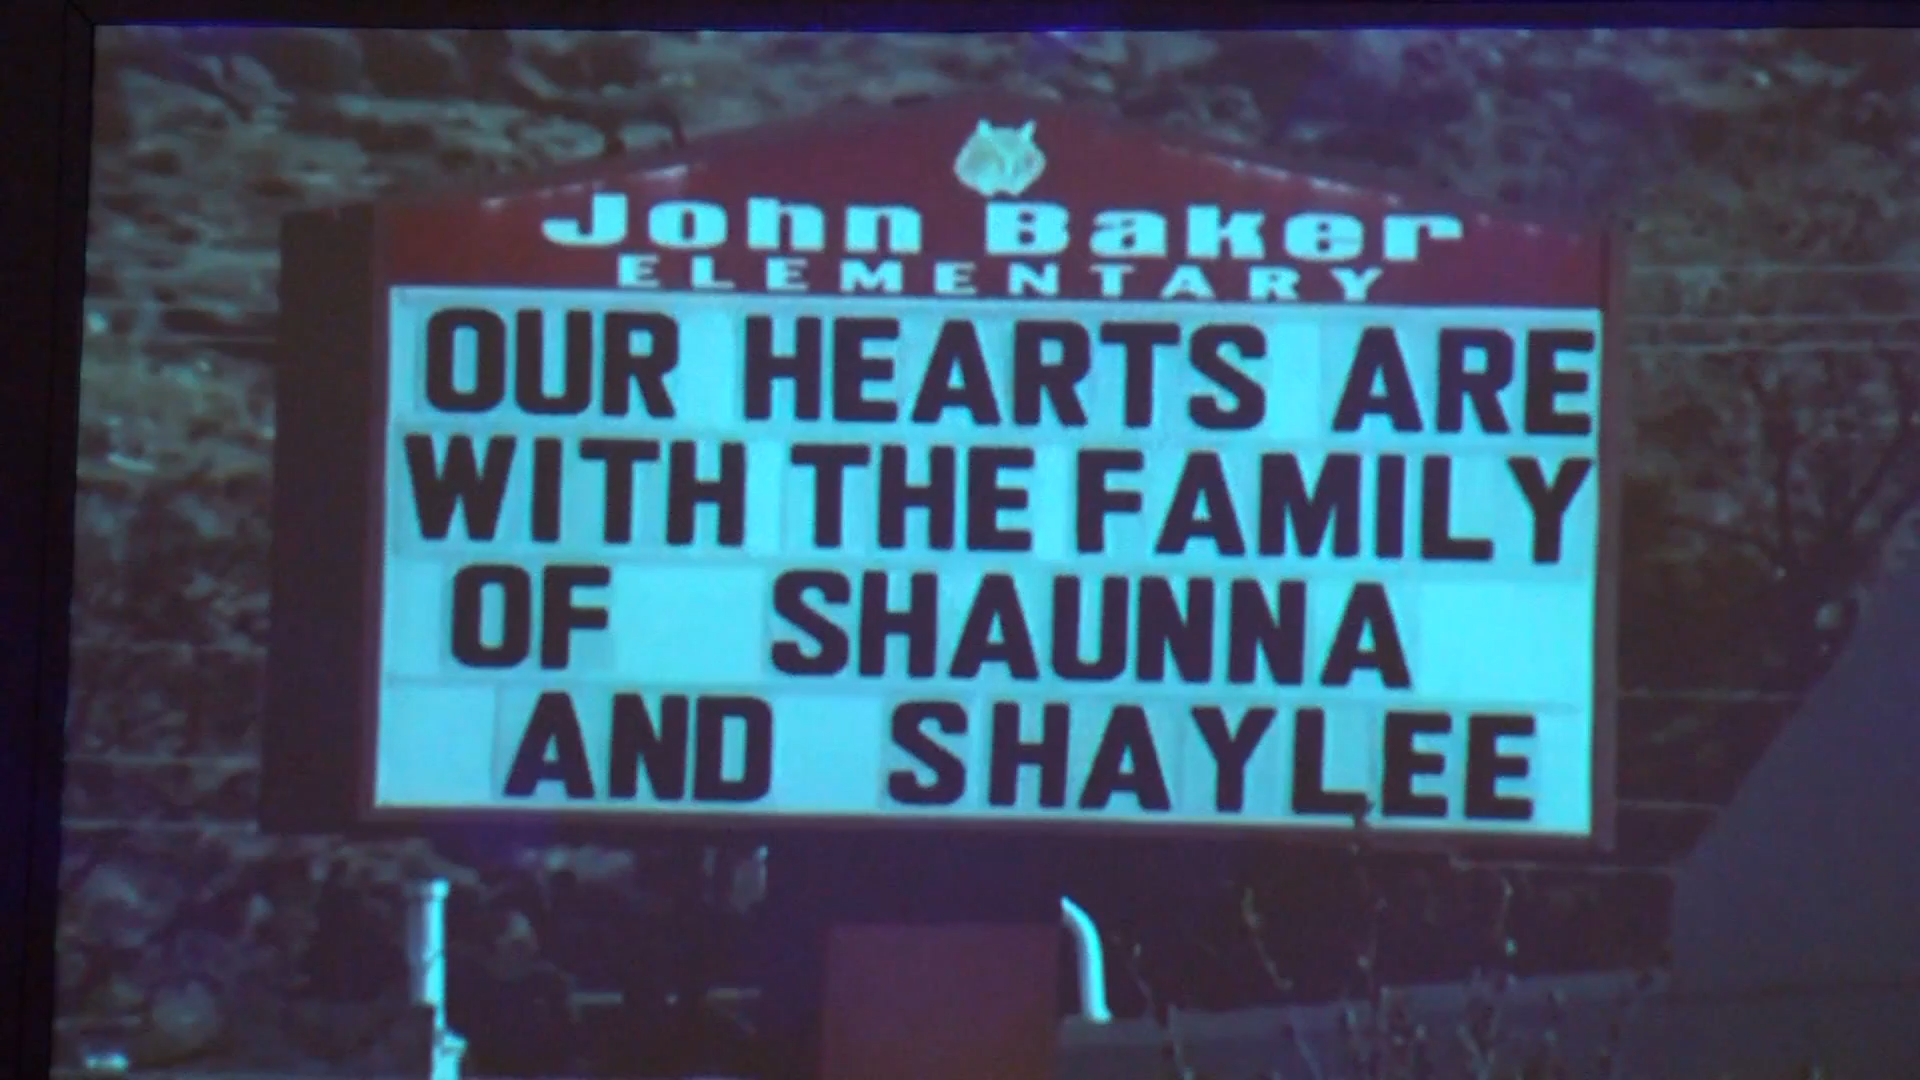 John Baker
ELEMENTARY
OUR HEARTS ARE
WITH THE FAMILY
OF SHAUNNA
AND SHAYLEE